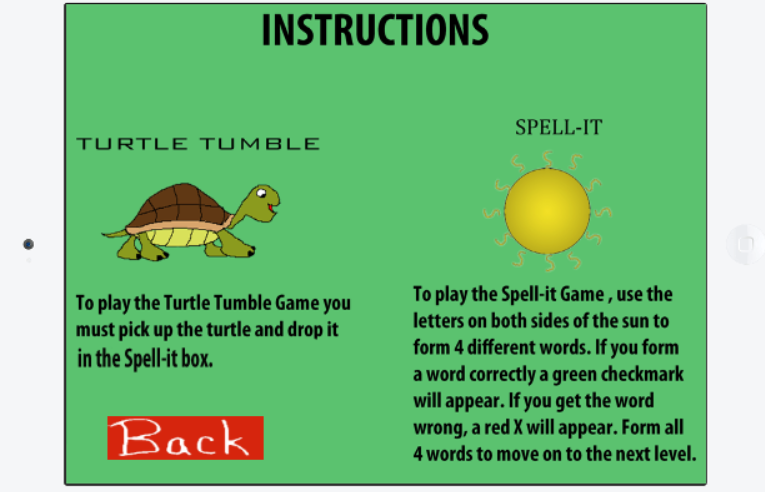 INSTRUCTIONS
TURTLE TUMBLE
To play the Turtle Tumble Game you
must pick up the turtle and drop it
in the Spell-it box.
Back
SPELL-IT
To play the Spell-it Game , use the
letters on both sides of the sun to
form 4 different words. If you form
a word correctly a green checkmark
will appear. If you get the word
wrong, a red X will appear. Form all
4 words to move on to the next level.